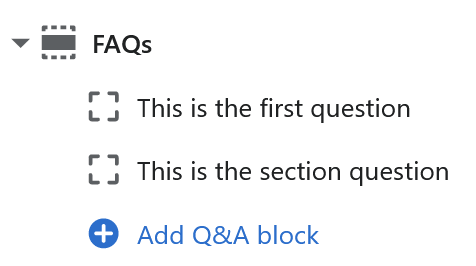 FAQs
This is the first question
This is the section question
Add Q&A block